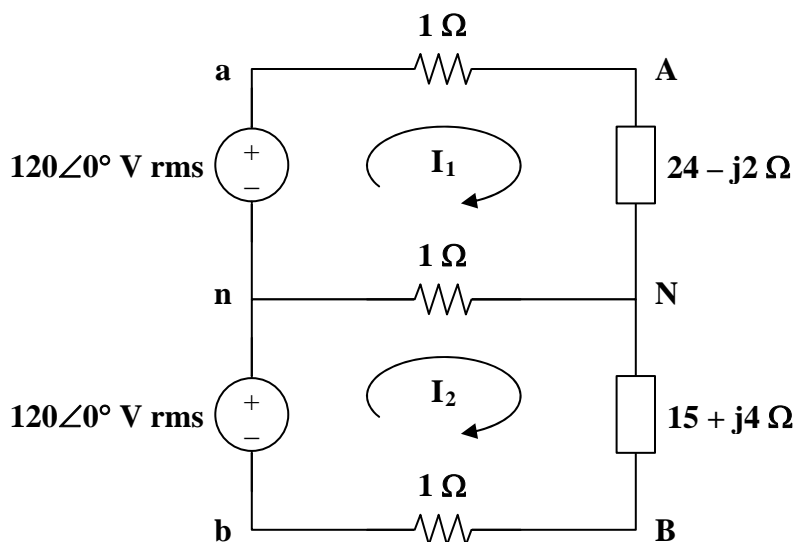 1 Ω
a
A
120∠0° V rms
+
–
I₁
24 – j2 Ω
1 Ω
n
N
120∠0° V rms
+
–
I₂
15 + j4 Ω
1 Ω
b
B